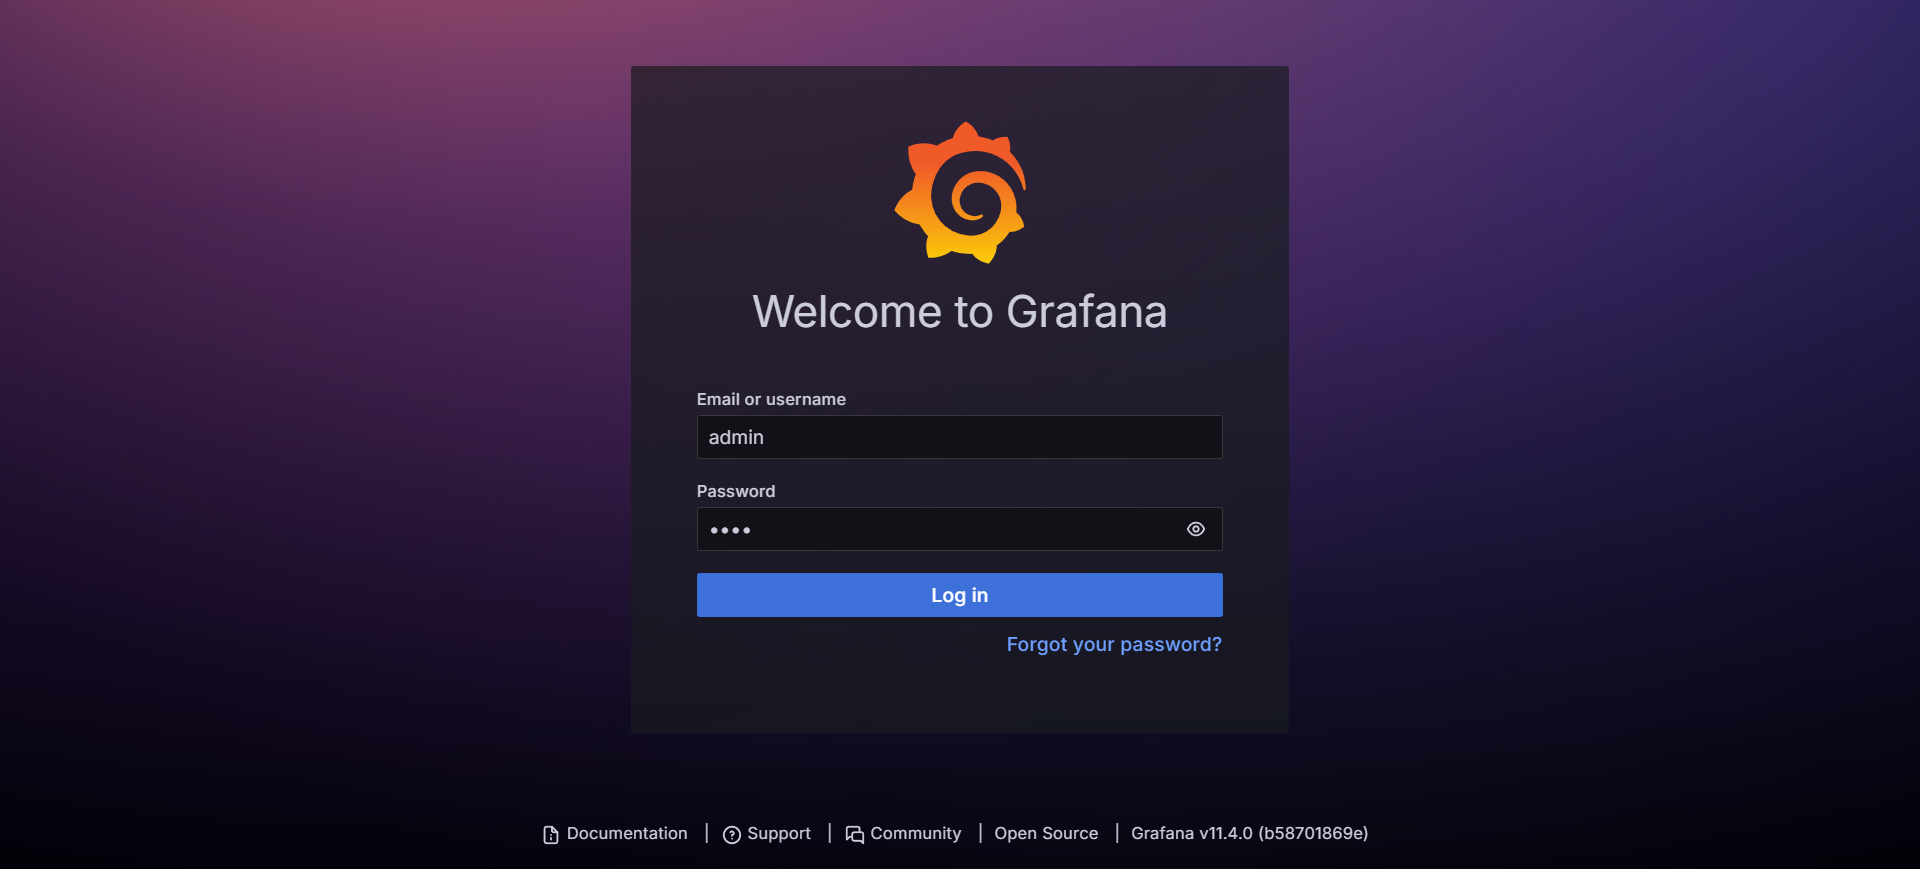 Welcome to Grafana
Email or username
admin
Password
••••
Log in
Forgot your password?
Documentation | Support | Community | Open Source | Grafana v11.4.0 (b58701869e)